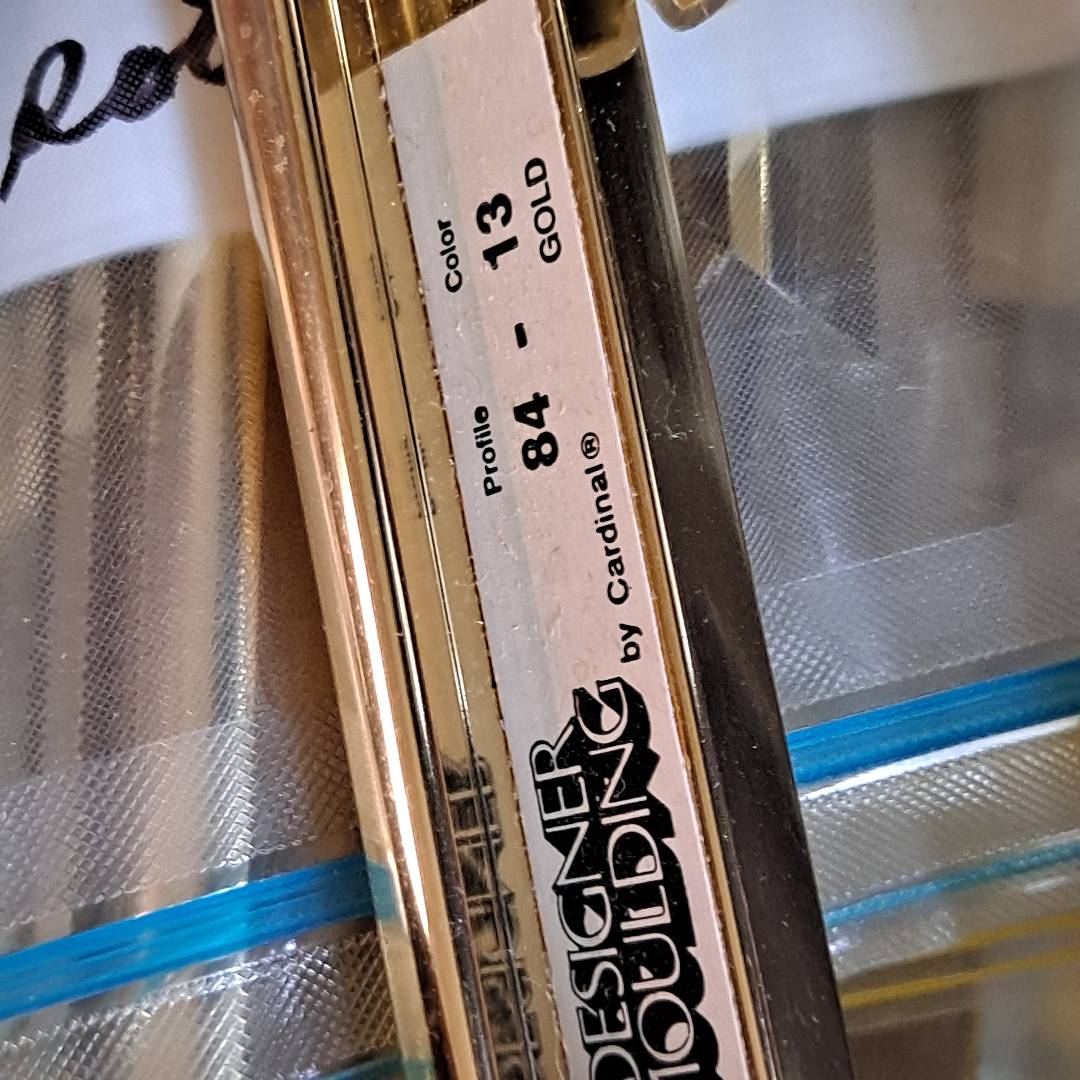 DESIGNER
MOULDING by Cardinal®
Profile Color
84 - 13
GOLD